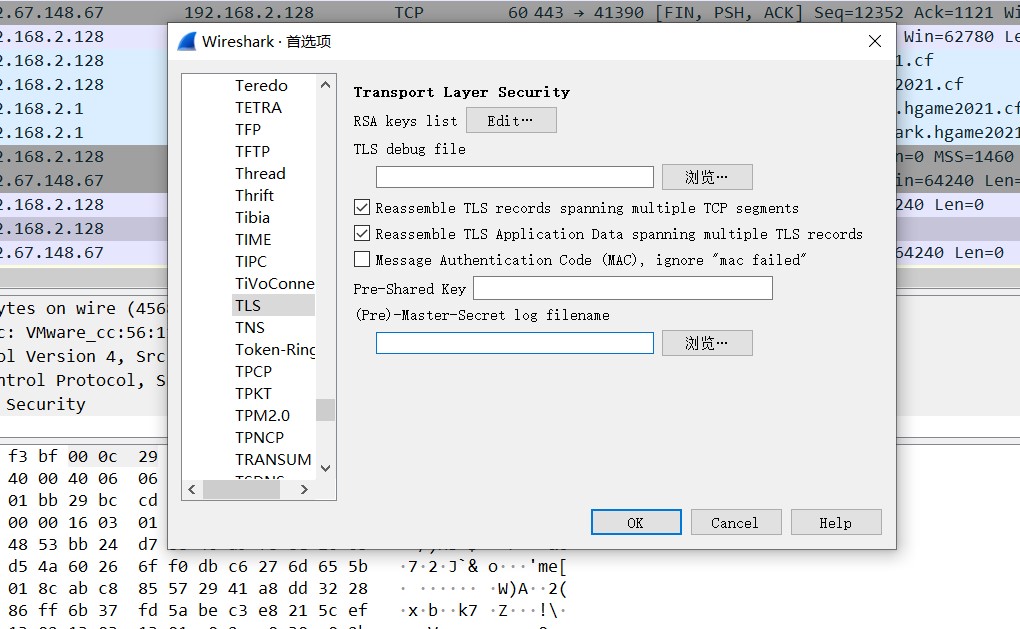 2.67.148.67 192.168.2.128 TCP 60 443 → 41390 [FIN, PSH, ACK] Seq=12352 Ack=1121 Wi
2.168.2.128 Win=62780 Le
2.168.2.128 1.cf
2.168.2.128 2021.cf
2.168.2.1 .hgame2021.cf
2.168.2.1 ark.hgame2021
2.168.2.128 n=0 MSS=1460
2.67.148.67 in=64240 Len=
2.168.2.128 240 Len=0
2.168.2.128
2.67.148.67 64240 Len=0
Wireshark · 首选项
Teredo
TETRA
TFP
TFTP
Thread
Thrift
Tibia
TIME
TIPC
TiVoConne
TLS
TNS
Token-Ring
TPCP
TPKT
TPM2.0
TPNCP
TRANSUM
Transport Layer Security
RSA keys list Edit…
TLS debug file
浏览…
Reassemble TLS records spanning multiple TCP segments
Reassemble TLS Application Data spanning multiple TLS records
Message Authentication Code (MAC), ignore "mac failed"
Pre-Shared Key
(Pre)-Master-Secret log filename
浏览…
OK Cancel Help
ytes on wire (456
c: VMware_cc:56:1
ol Version 4, Src
ntrol Protocol, S
Security
f3 bf 00 0c 29
40 00 40 06 06
01 bb 29 bc cd
00 00 16 03 01
48 53 bb 24 d7
d5 4a 60 26 6f f0 db c6 27 6d 65 5b ·7·2·J`& o···'me[
01 8c ab c8 85 57 29 41 a8 dd 32 28 ········ ·W)A··2(
86 ff 6b 37 fd 5a be c3 e8 21 5c ef ·x·b··k7 ·Z···!\·